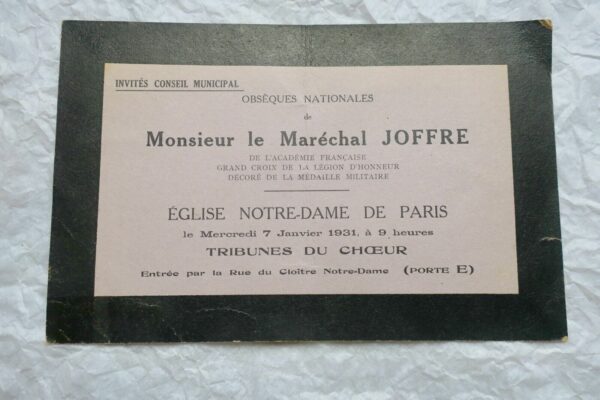 INVITÉS CONSEIL MUNICIPAL
OBSÈQUES NATIONALES
de
Monsieur le Maréchal JOFFRE
DE L'ACADÉMIE FRANÇAISE
GRAND CROIX DE LA LÉGION D'HONNEUR
DÉCORÉ DE LA MÉDAILLE MILITAIRE
ÉGLISE NOTRE-DAME DE PARIS
le Mercredi 7 Janvier 1931, à 9 heures
TRIBUNES DU CHŒUR
Entrée par la Rue du Cloître Notre-Dame (PORTE E)